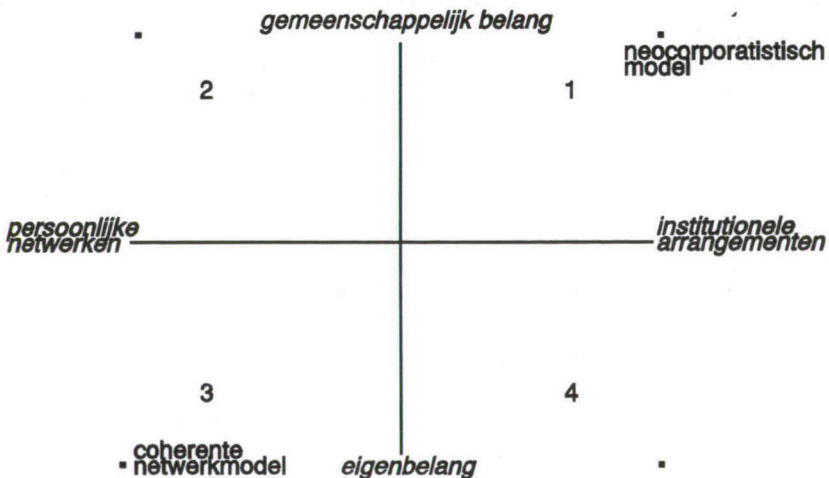 gemeenschappelijk belang
neocorporatistisch
model
2
1
persoonlijke
netwerken
institutionele
arrangementen
3
4
coherente
netwerkmodel
eigenbelang